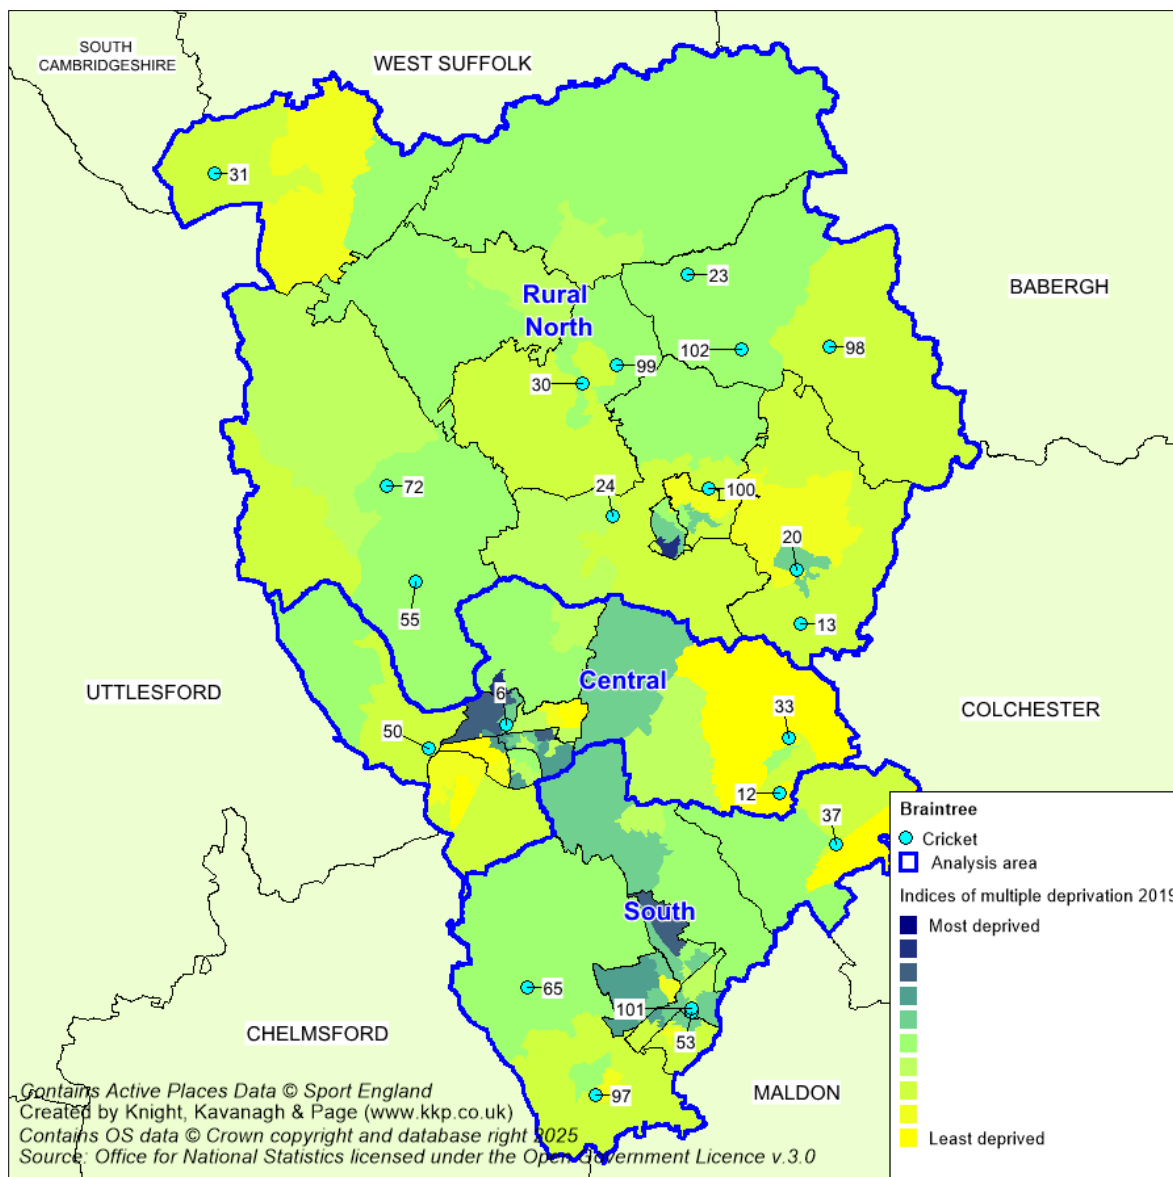 SOUTH
CAMBRIDGESHIRE
WEST SUFFOLK
31
23
BABERGH
Rural
North
102
98
99
30
72
24
100
20
55
13
UTTLESFORD
Central
6
33
COLCHESTER
50
12
37
Braintree
Cricket
Analysis area
Indices of multiple deprivation 2019
Most deprived
South
65
101
CHELMSFORD
53
MALDON
97
Least deprived
Contains Active Places Data © Sport England
Created by Knight, Kavanagh & Page (www.kkp.co.uk)
Contains OS data © Crown copyright and database right 2025
Source: Office for National Statistics licensed under the Open Government Licence v.3.0